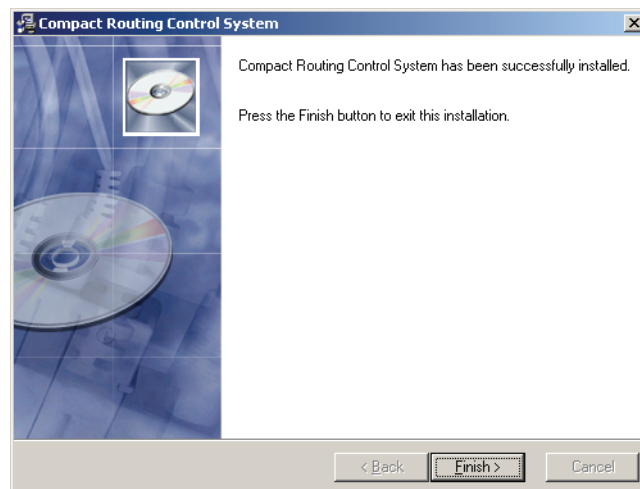 Compact Routing Control System
Compact Routing Control System has been successfully installed.
Press the Finish button to exit this installation.
< Back
Finish >
Cancel